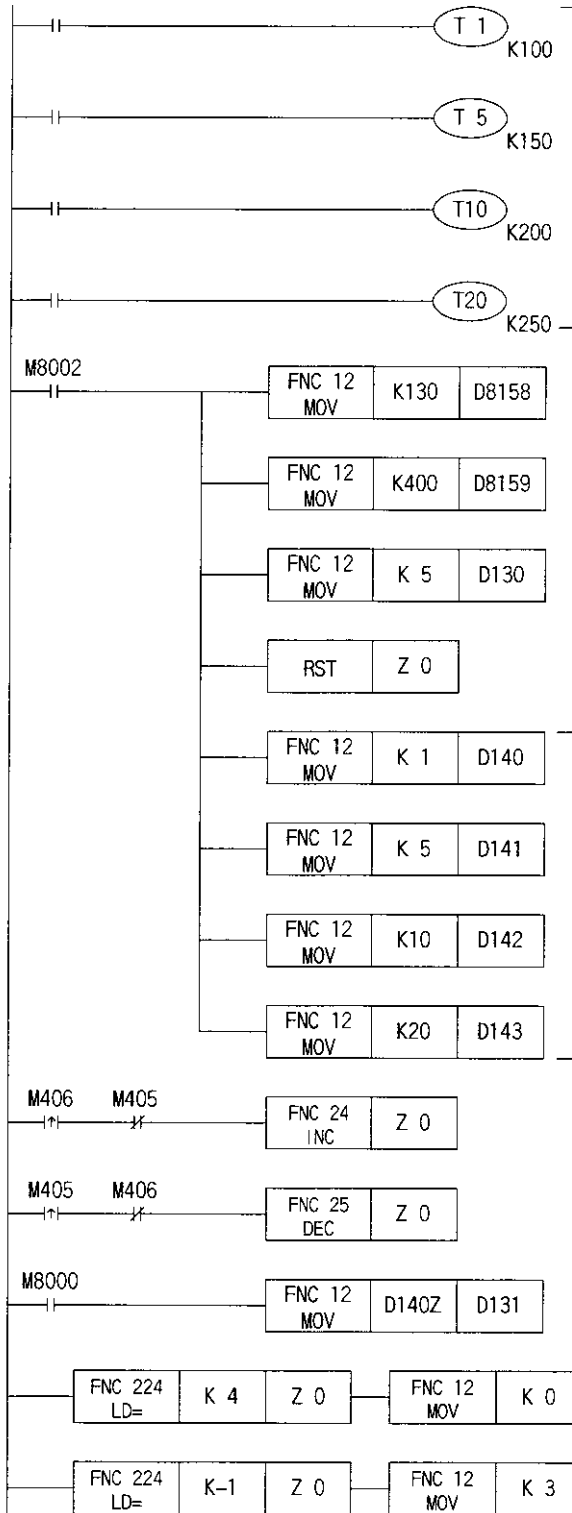 T 1
K100
T 5
K150
T10
K200
T20
K250
M8002
FNC 12
MOV
K130
D8158
FNC 12
MOV
K400
D8159
FNC 12
MOV
K 5
D130
RST
Z 0
FNC 12
MOV
K 1
D140
FNC 12
MOV
K 5
D141
FNC 12
MOV
K10
D142
FNC 12
MOV
K20
D143
M406
M405
FNC 24
INC
Z 0
M405
M406
FNC 25
DEC
Z 0
M8000
FNC 12
MOV
D140Z
D131
FNC 224
LD=
K 4
Z 0
FNC 12
MOV
K 0
FNC 224
LD=
K-1
Z 0
FNC 12
MOV
K 3